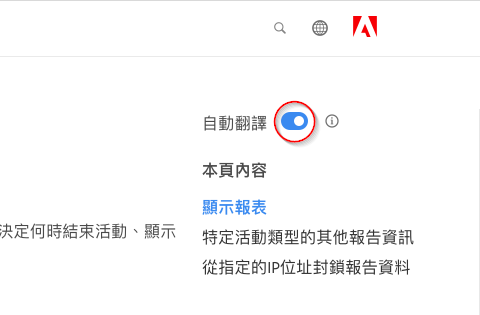 自動翻譯
本頁內容
顯示報表
決定何時結束活動、顯示
特定活動類型的其他報告資訊
從指定的IP位址封鎖報告資料